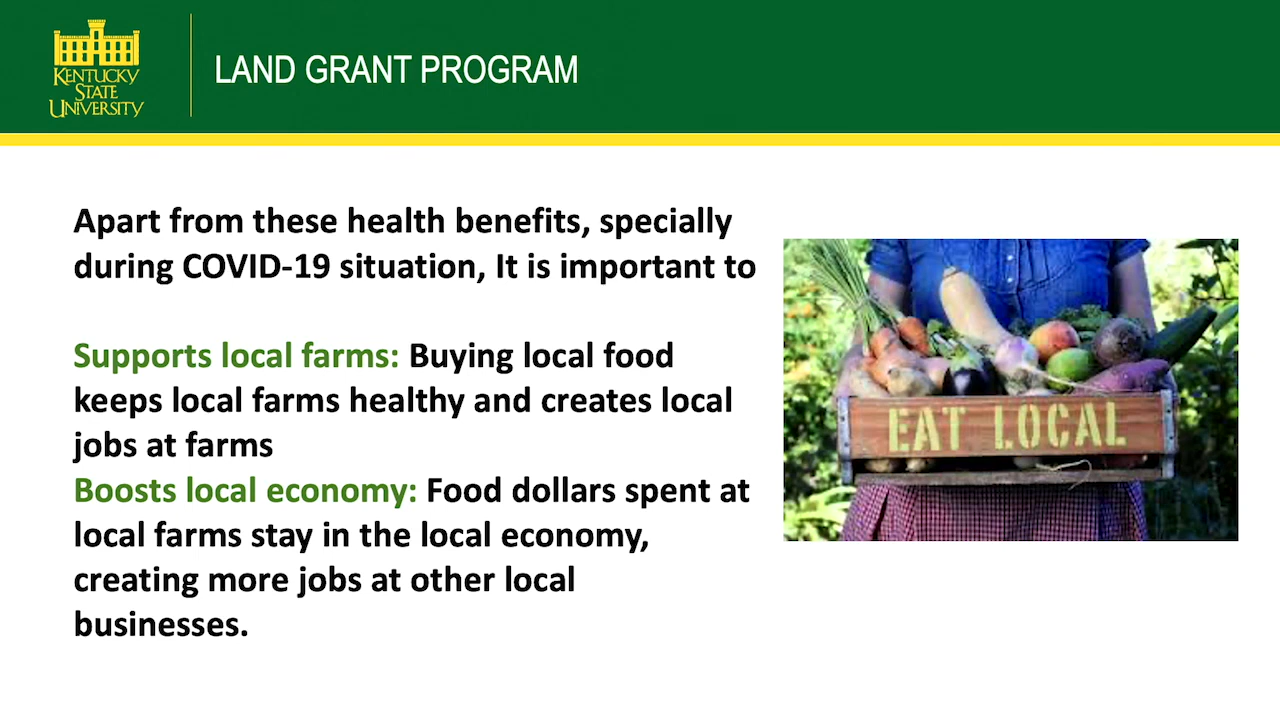 KENTUCKY
STATE
UNIVERSITY
LAND GRANT PROGRAM
Apart from these health benefits, specially
during COVID-19 situation, It is important to
Supports local farms: Buying local food
keeps local farms healthy and creates local
jobs at farms
Boosts local economy: Food dollars spent at
local farms stay in the local economy,
creating more jobs at other local
businesses.
EAT LOCAL